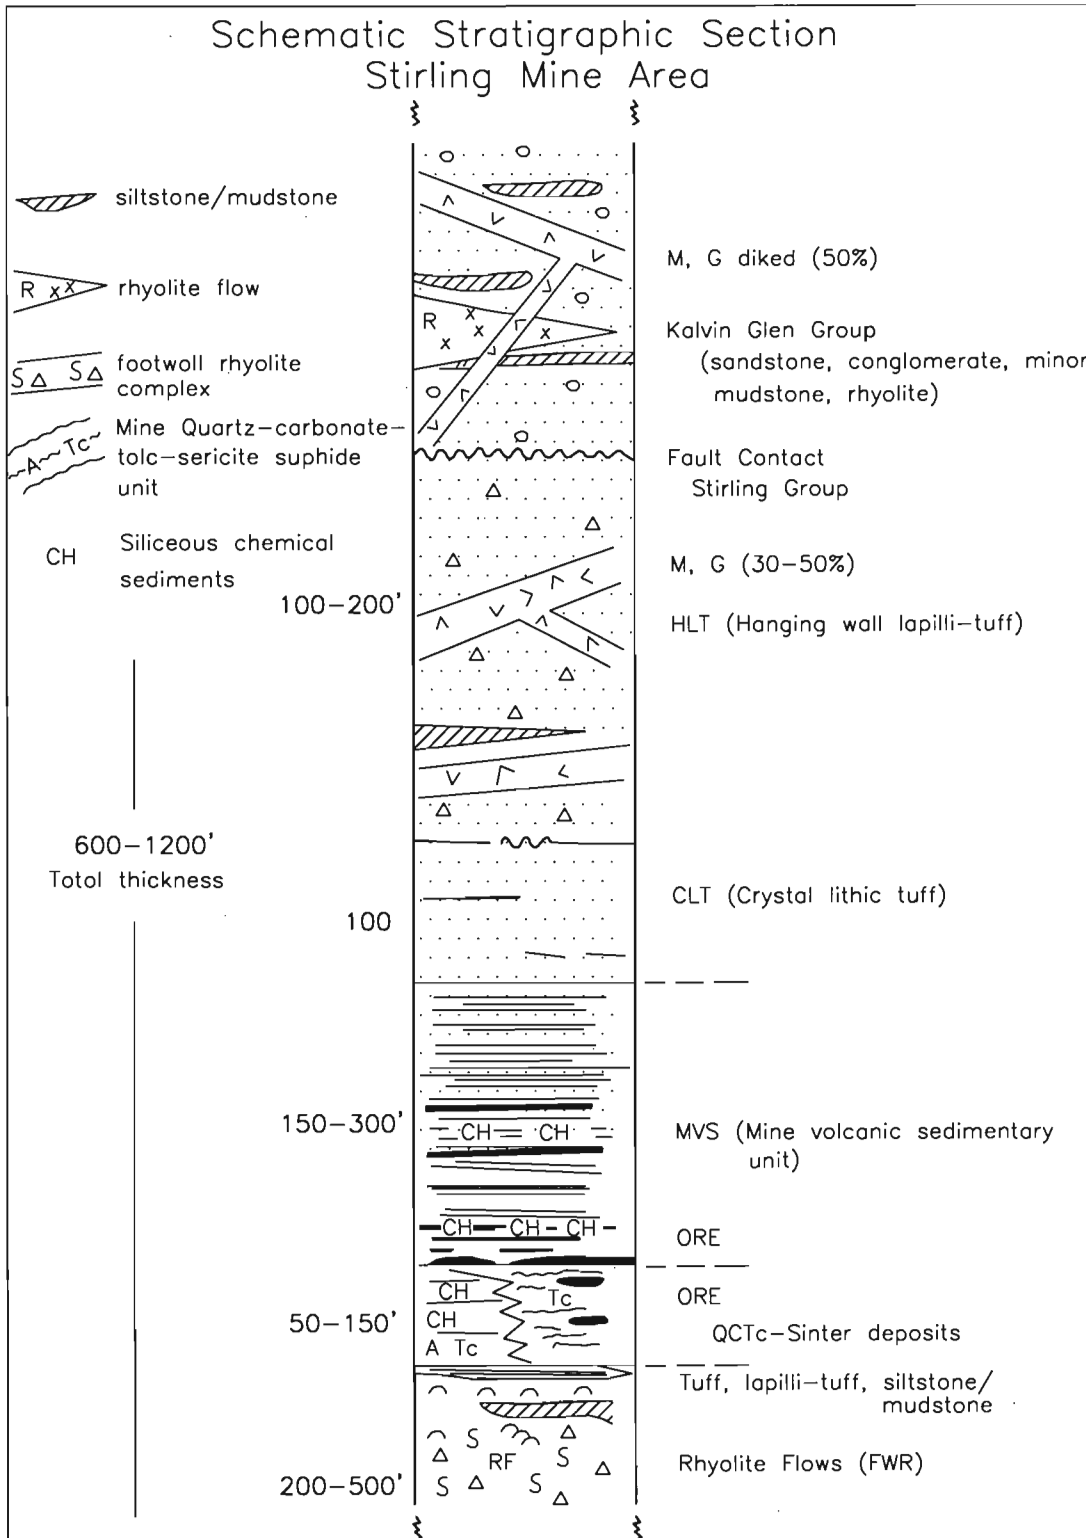 Schematic Stratigraphic Section
Stirling Mine Area
siltstone/mudstone
R x x
rhyolite flow
S S
footwoll rhyolite
complex
A Tc
Mine Quartz-carbonate-
tolc-sericite suphide
unit
CH
Siliceous chemical
sediments
100-200'
600-1200'
Totol thickness
100
150-300'
50-150'
200-500'
R x x x x
CH CH
CH CH CH
CH
Tc
CH
A Tc
S
RF S
S S
M, G diked (50%)
Kalvin Glen Group
(sandstone, conglomerate, minor
mudstone, rhyolite)
Fault Contact
Stirling Group
M, G (30-50%)
HLT (Hanging wall lapilli-tuff)
CLT (Crystal lithic tuff)
MVS (Mine volcanic sedimentary
unit)
ORE
ORE
QCTc-Sinter deposits
Tuff, lapilli-tuff, siltstone/
mudstone
Rhyolite Flows (FWR)